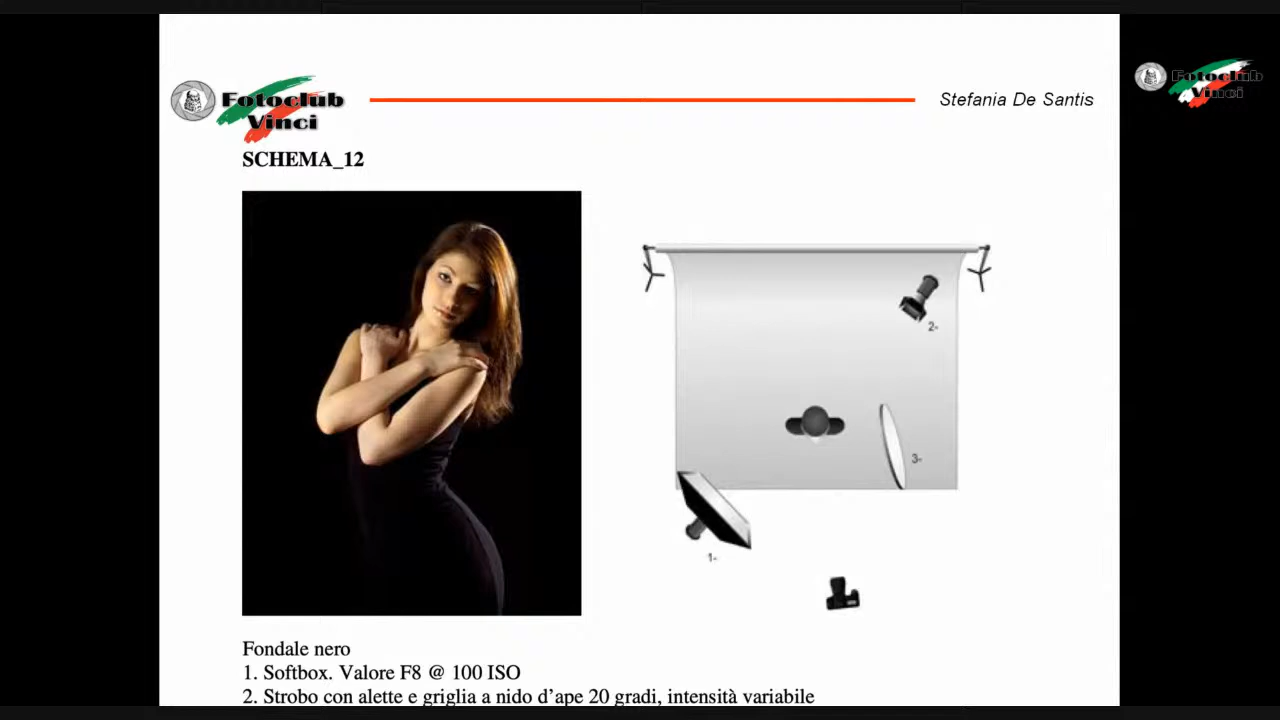 Fotoclub
Vinci
Stefania De Santis
Fotoclub
Vinci
SCHEMA_12
2-
3-
1-
Fondale nero
1. Softbox. Valore F8 @ 100 ISO
2. Strobo con alette e griglia a nido d’ape 20 gradi, intensità variabile